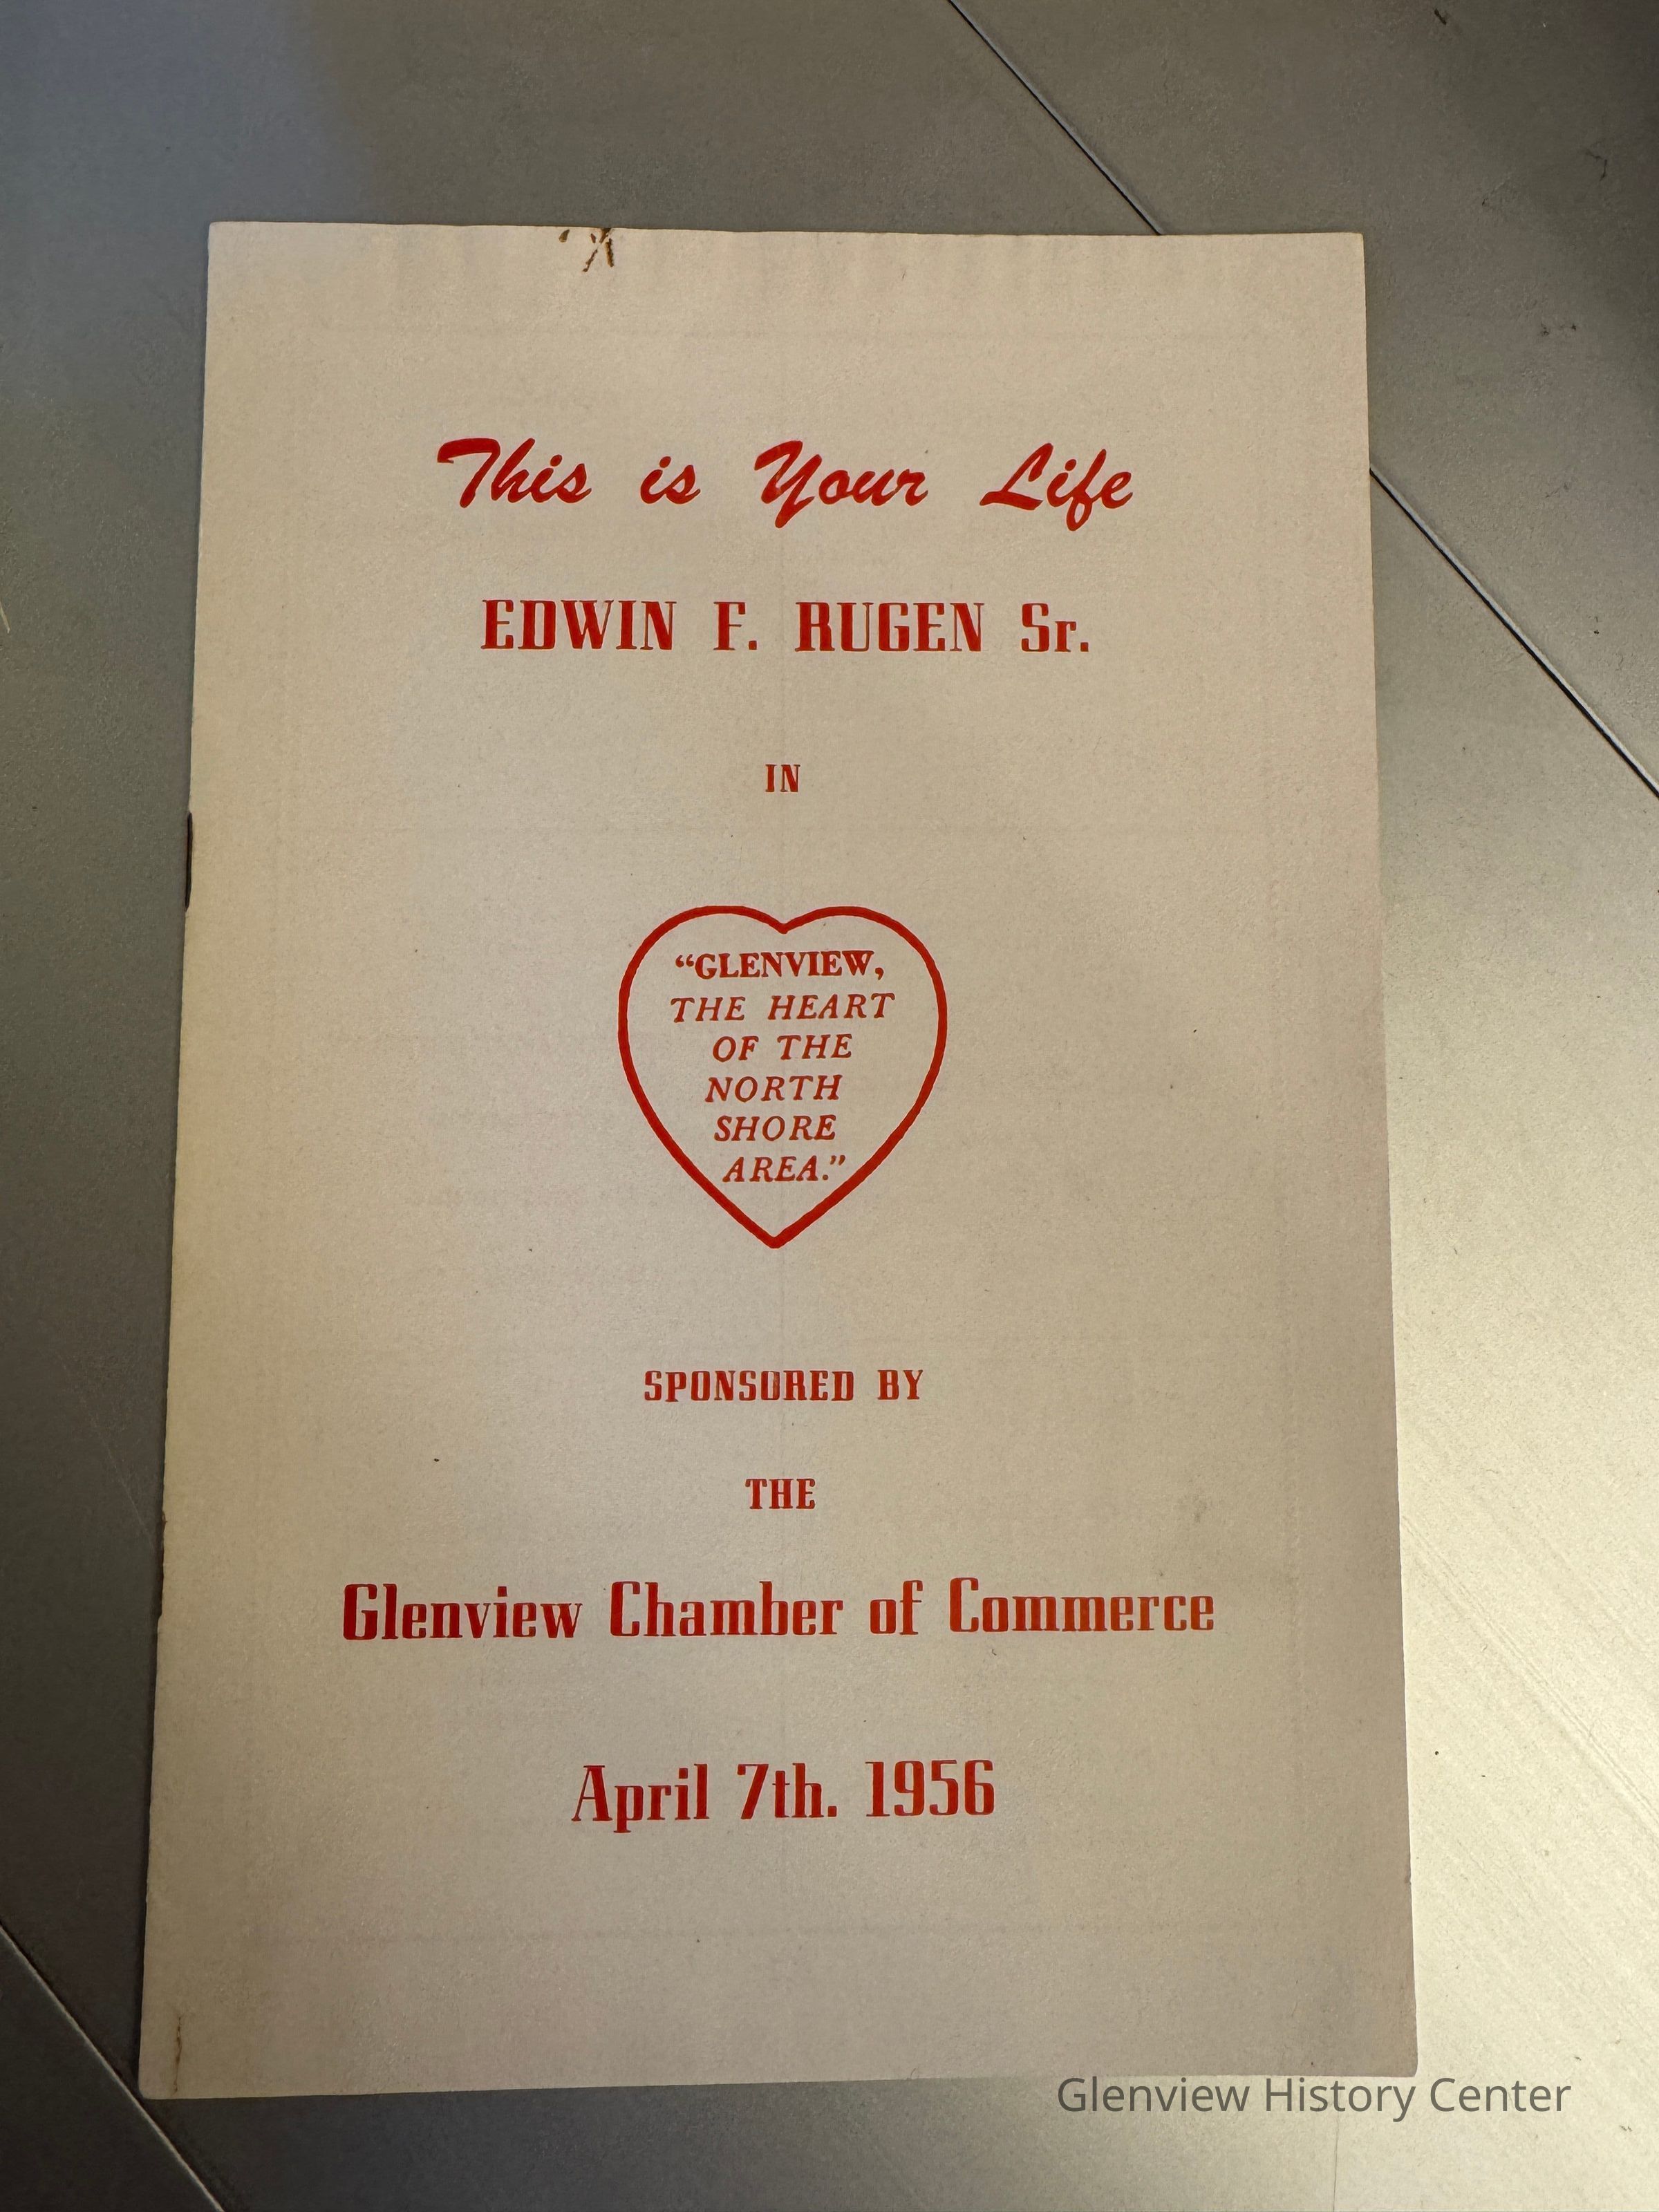 This is Your Life
EDWIN F. RUGEN Sr.
IN
“GLENVIEW,
THE HEART
OF THE
NORTH
SHORE
AREA.”
SPONSORED BY
THE
Glenview Chamber of Commerce
April 7th. 1956
Glenview History Center